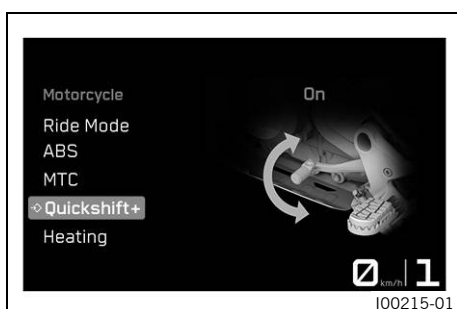 Motorcycle
On
Ride Mode
ABS
MTC
Quickshift+
Heating
0 km/h 1
I00215-01